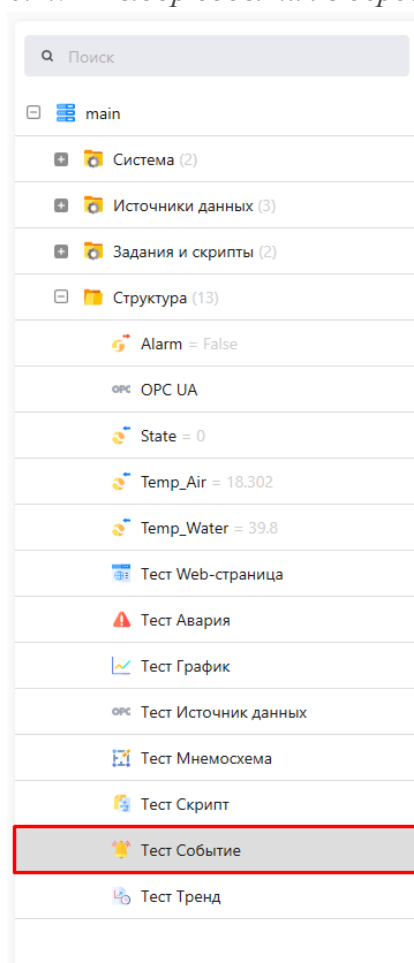 Поиск
main
Система (2)
Источники данных (3)
Задания и скрипты (2)
Структура (13)
Alarm = False
OPC OPC UA
State = 0
Temp_Air = 18.302
Temp_Water = 39.8
Тест Web-страница
Тест Авария
Тест График
OPC Тест Источник данных
Тест Мнемосхема
Тест Скрипт
Тест Событие
Тест Тренд